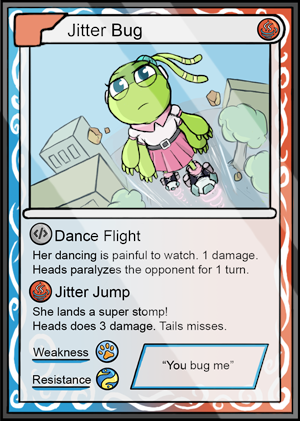 Jitter Bug
</> Dance Flight
Her dancing is painful to watch. 1 damage.
Heads paralyzes the opponent for 1 turn.
Jitter Jump
She lands a super stomp!
Heads does 3 damage. Tails misses.
Weakness
"You bug me"
Resistance